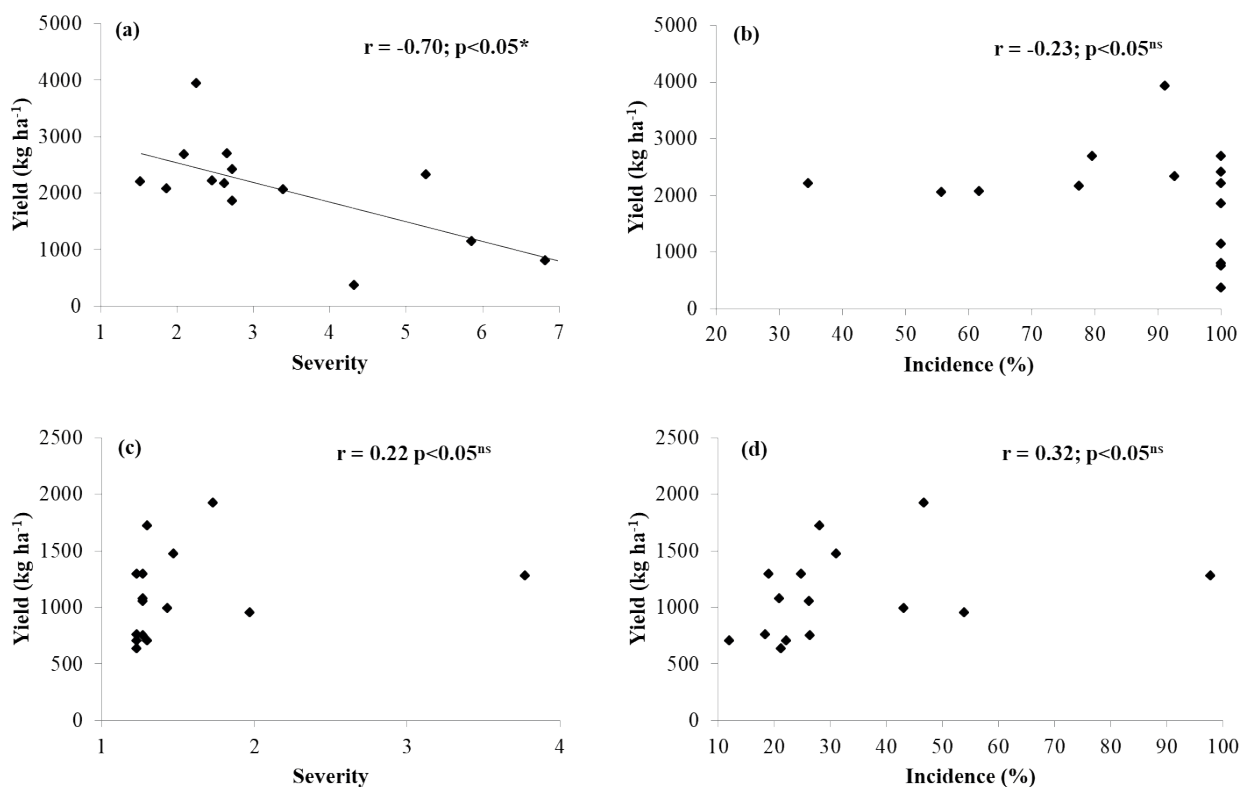 (a)
r = -0.70; p<0.05*
Yield (kg ha⁻¹)
5000
4000
3000
2000
1000
0
1 2 3 4 5 6 7
Severity
(b)
r = -0.23; p<0.05ⁿˢ
Yield (kg ha⁻¹)
5000
4000
3000
2000
1000
0
20 30 40 50 60 70 80 90 100
Incidence (%)
(c)
r = 0.22 p<0.05ⁿˢ
Yield (kg ha⁻¹)
2500
2000
1500
1000
500
0
1 2 3 4
Severity
(d)
r = 0.32; p<0.05ⁿˢ
Yield (kg ha⁻¹)
2500
2000
1500
1000
500
0
10 20 30 40 50 60 70 80 90 100
Incidence (%)